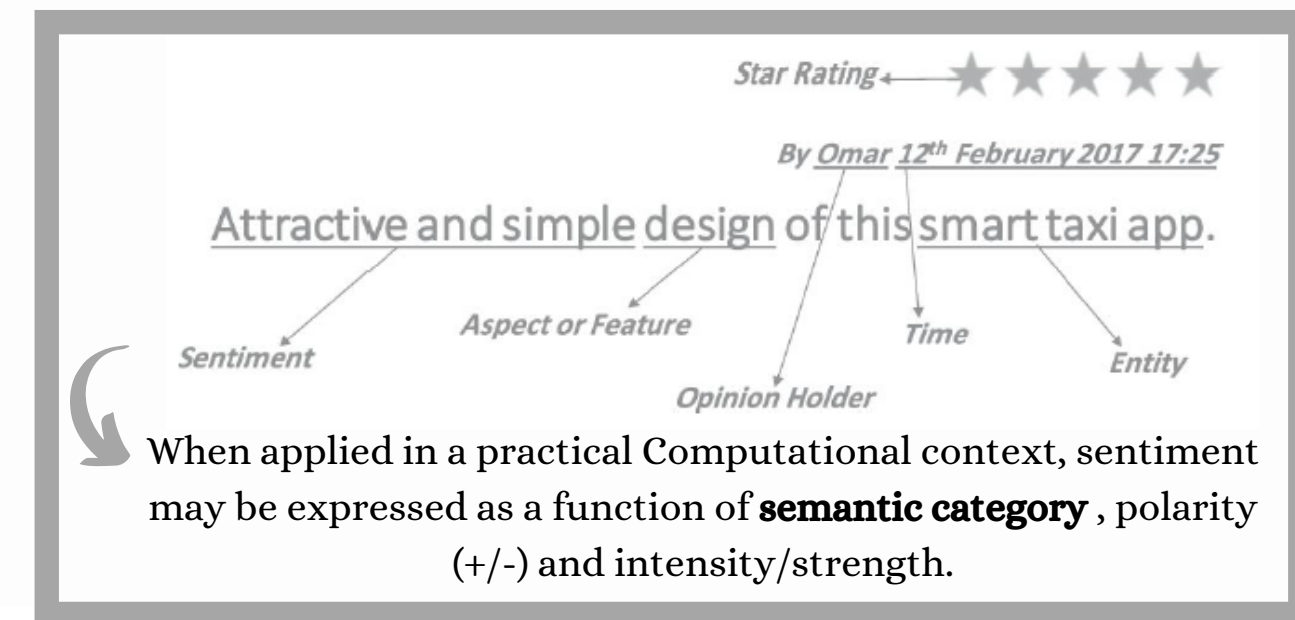 Star Rating
By Omar 12th February 2017 17:25
Attractive and simple design of this smart taxi app.
Sentiment
Aspect or Feature
Opinion Holder
Time
Entity
When applied in a practical Computational context, sentiment
may be expressed as a function of semantic category , polarity
(+/-) and intensity/strength.